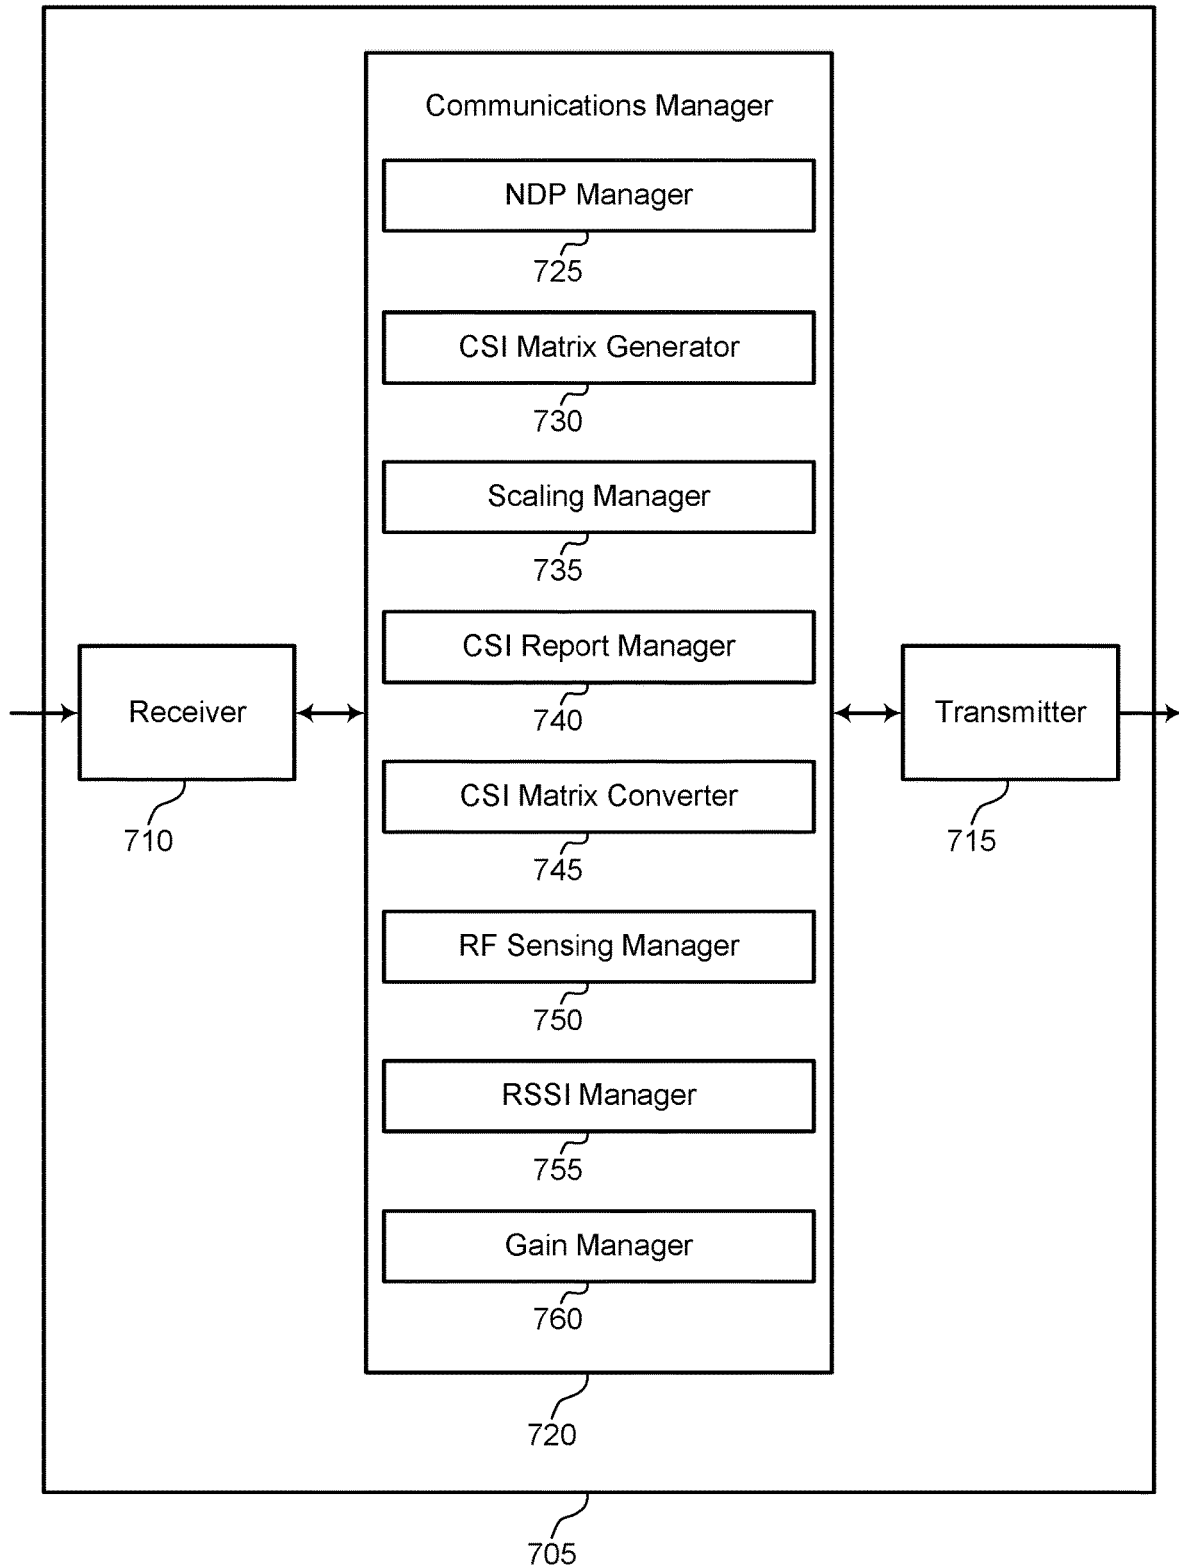 Communications Manager
NDP Manager
725
CSI Matrix Generator
730
Scaling Manager
735
CSI Report Manager
740
Receiver
710
Transmitter
715
CSI Matrix Converter
745
RF Sensing Manager
750
RSSI Manager
755
Gain Manager
760
720
705